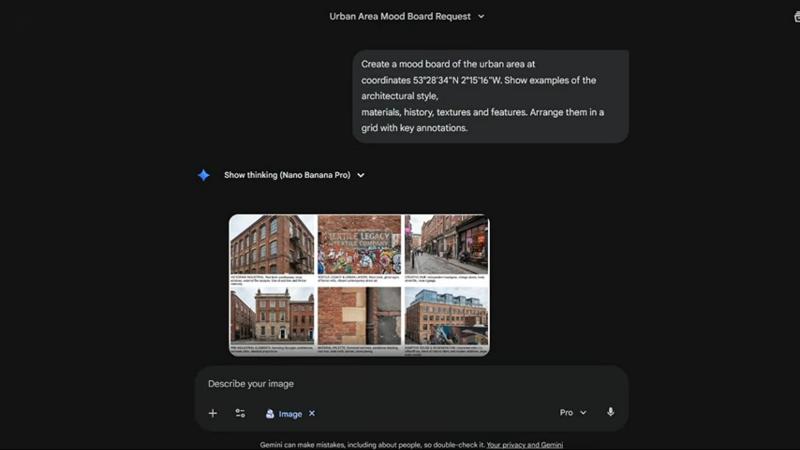 Urban Area Mood Board Request
Create a mood board of the urban area at
coordinates 53°28'34"N 2°15'16"W. Show examples of the
architectural style,
materials, history, textures and features. Arrange them in a
grid with key annotations.
Show thinking (Nano Banana Pro)
TEXTILE LEGACY
TEXTILE COMPANY
Describe your image
Image
Pro
Gemini can make mistakes, including about people, so double-check it. Your privacy and Gemini